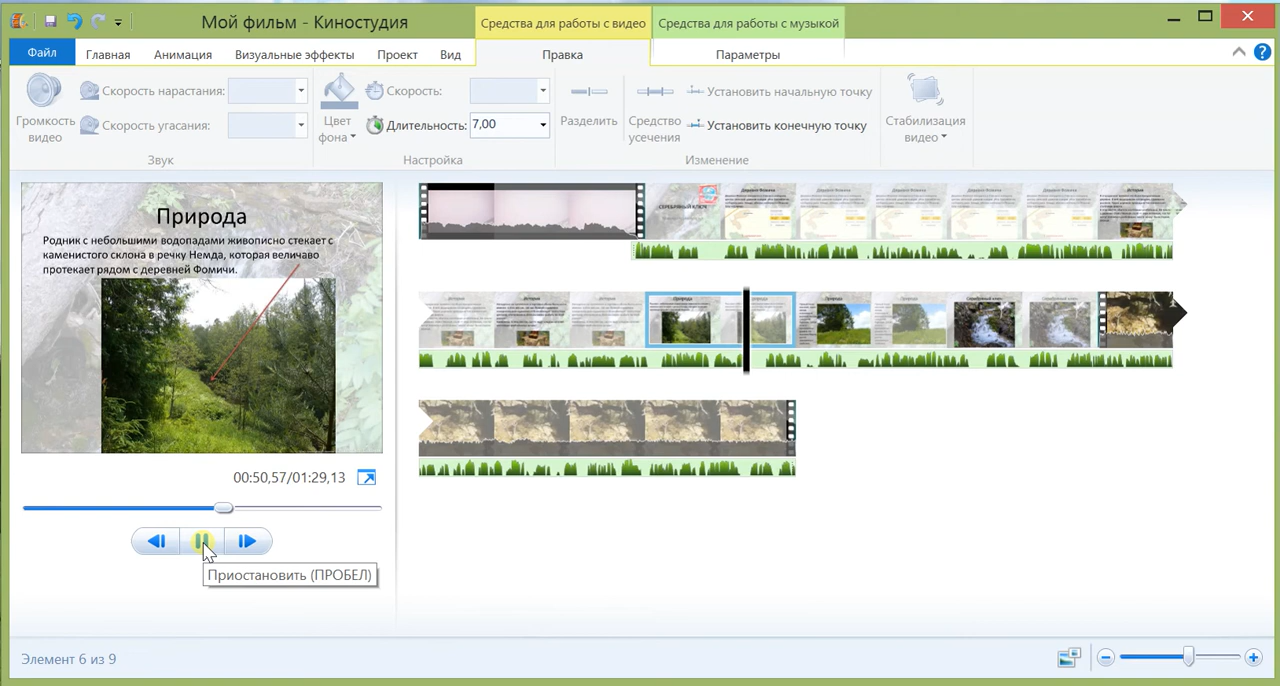 Мой фильм - Киностудия
Средства для работы с видео
Средства для работы с музыкой
Файл
Главная
Анимация
Визуальные эффекты
Проект
Вид
Правка
Параметры
Громкость видео
Скорость нарастания:
Скорость угасания:
Звук
Цвет фона
Скорость:
Длительность: 7,00
Настройка
Разделить
Средство усечения
Установить начальную точку
Установить конечную точку
Изменение
Стабилизация видео
Природа
Родник с небольшими водопадами живописно стекает с
каменистого склона в речку Немда, которая величаво
протекает рядом с деревней Фомичи.
00:50,57/01:29,13
Приостановить (ПРОБЕЛ)
СЕРЕБРЯНЫЙ КЛЮЧ
Элемент 6 из 9